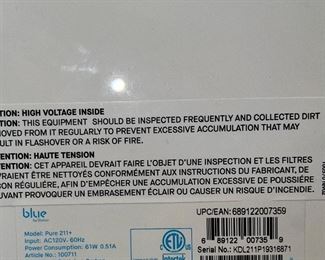 TION: HIGH VOLTAGE INSIDE
TION: THIS EQUIPMENT SHOULD BE INSPECTED FREQUENTLY AND COLLECTED DIRT
MOVED FROM IT REGULARLY TO PREVENT EXCESSIVE ACCUMULATION THAT MAY
ULT IN FLASHOVER OR A RISK OF FIRE.
ENTION: HAUTE TENSION
ENTION: CET APPAREIL DEVRAIT FAIRE L'OBJET D'UNE INSPECTION ET LES FILTRES
VRAIENT ÊTRE NETTOYÉS CONFORMÉMENT AUX INSTRUCTIONS DU FABRICANT, DE
ON RÉGULIÈRE, AFIN D'EMPÊCHER UNE ACCUMULATION EXCESSIVE DE POUSSIÈRE
UVANT PROVOQUER UN EMBRASEMENT ÉCLAIR OU CAUSER UN RISQUE D'INCENDIE.
blue
Model: Pure 211+
Input: AC120V- 60Hz
Power consumption: 61W 0.51A
Article No: 100711
ETL
Intertek
UPC/EAN: 689122007359
6 89122 00735 9
Serial No.: KDL211P19316871